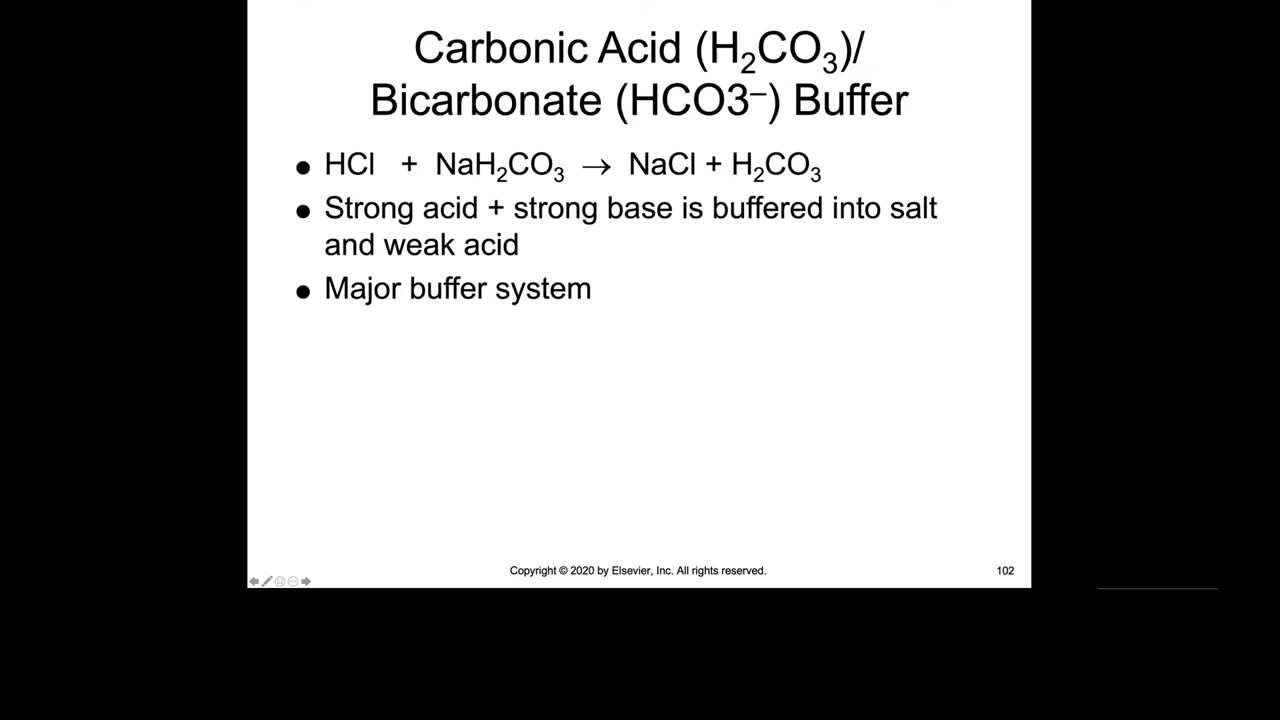 Carbonic Acid (H₂CO₃)/
Bicarbonate (HCO3⁻) Buffer
● HCl + NaH₂CO₃ → NaCl + H₂CO₃
● Strong acid + strong base is buffered into salt
and weak acid
● Major buffer system
Copyright © 2020 by Elsevier, Inc. All rights reserved.
102